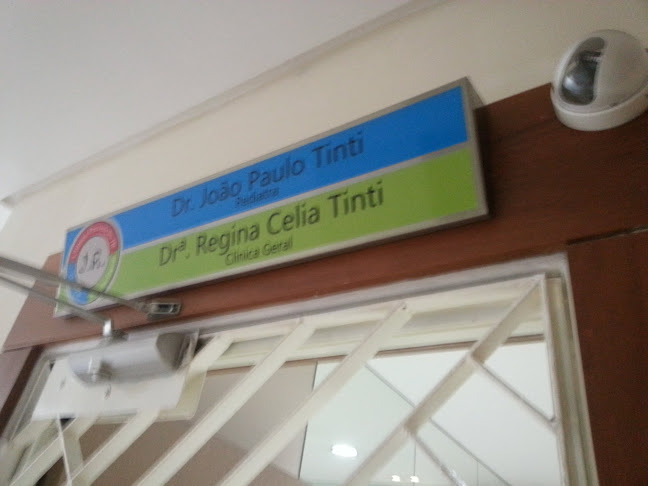 Dr. João Paulo Tinti
Pediatra
Drª. Regina Celia Tinti
Clínica Geral